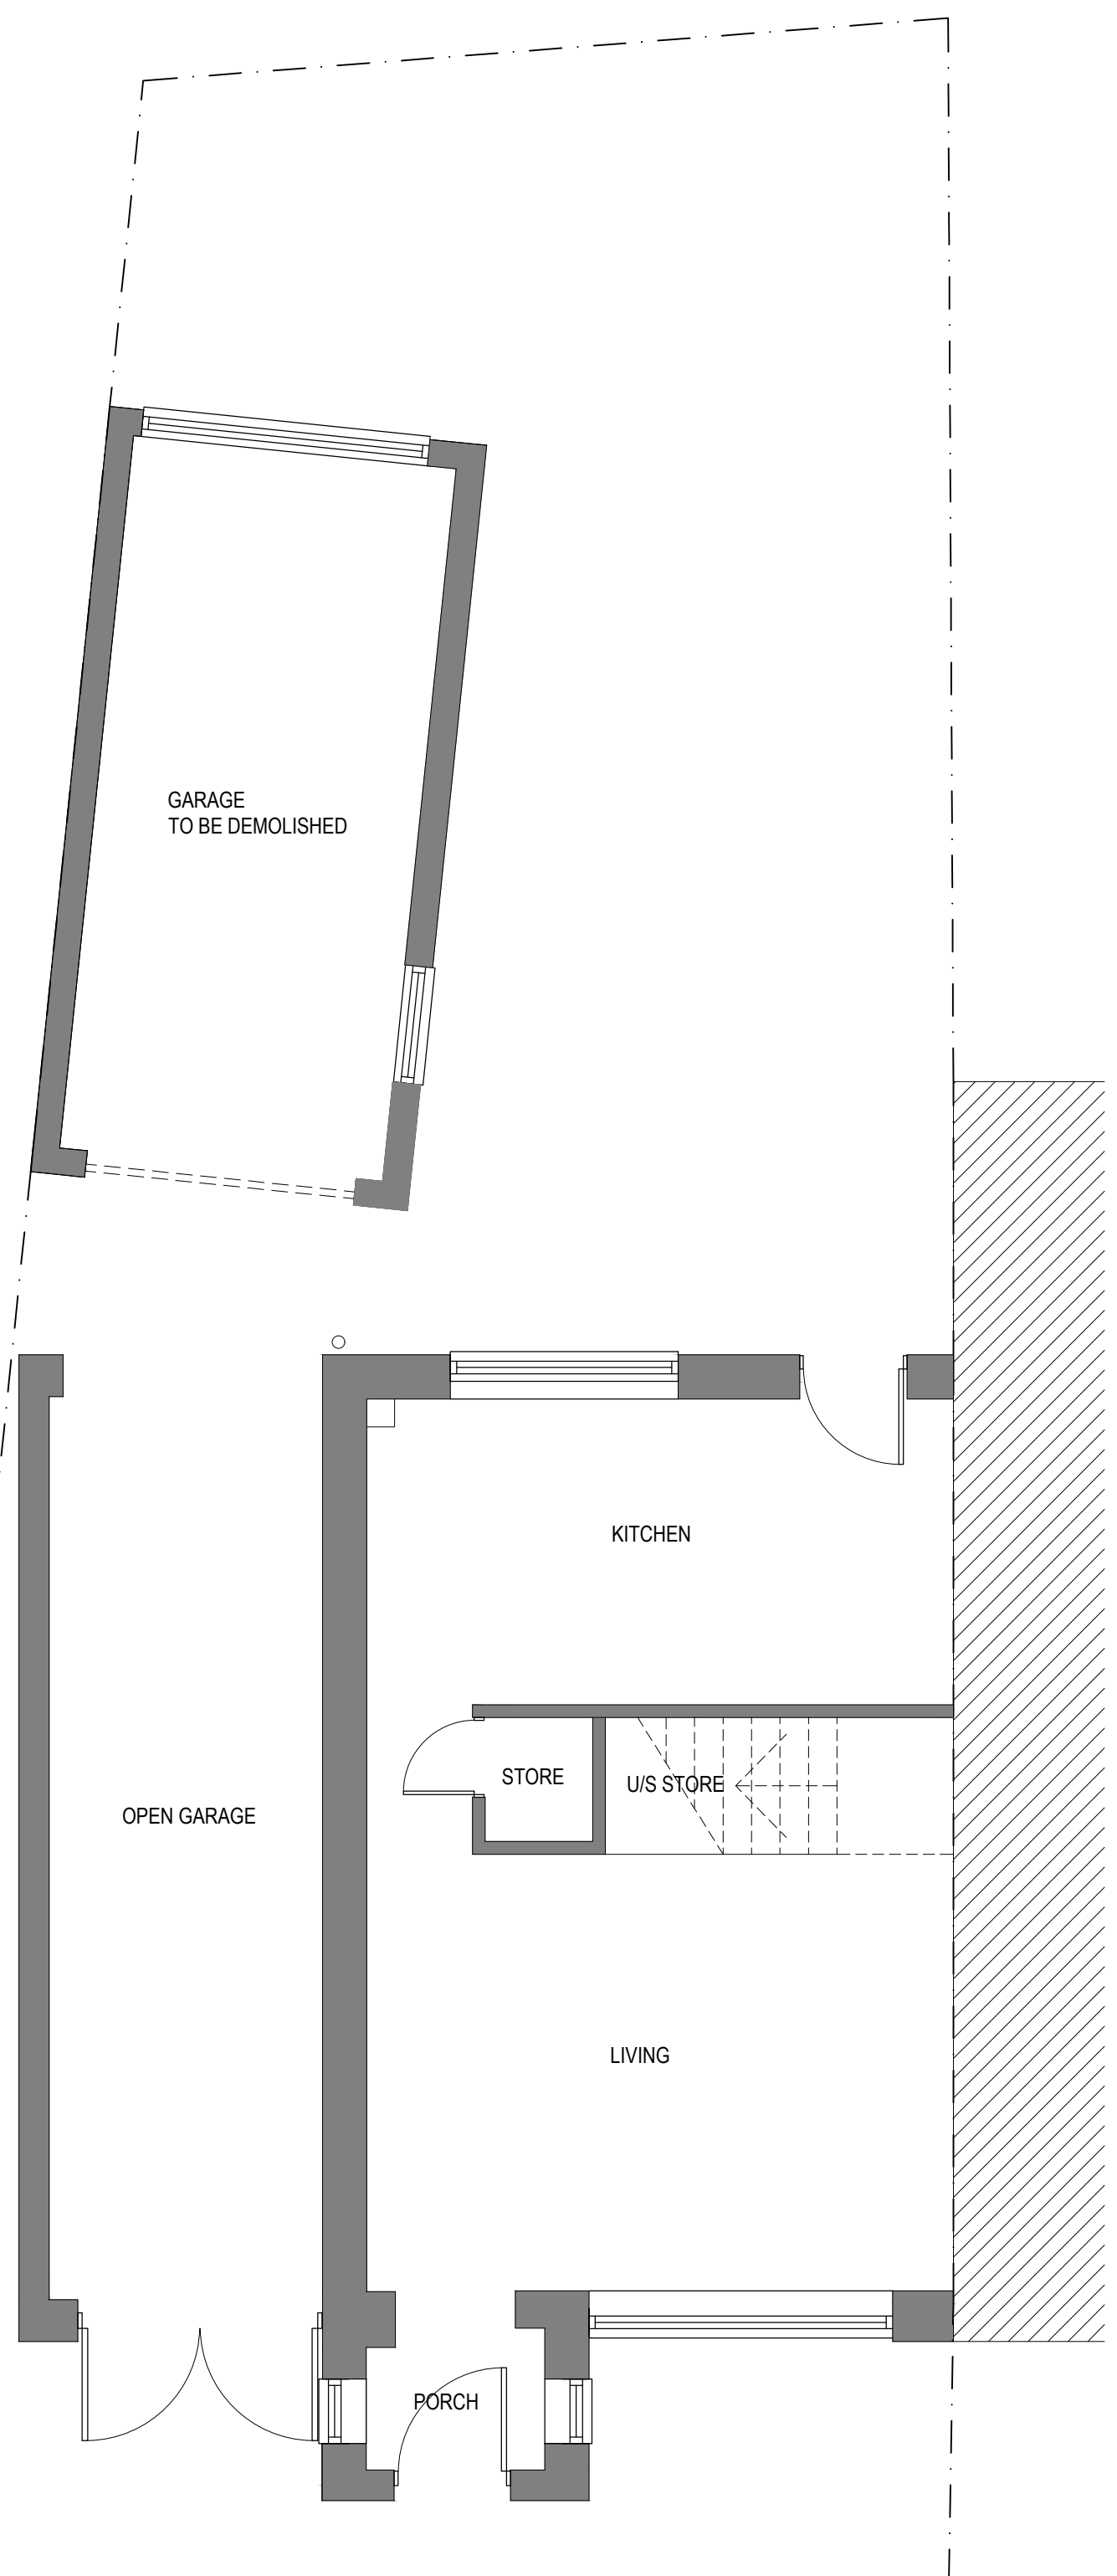 GARAGE
TO BE DEMOLISHED
KITCHEN
STORE
U/S STORE
OPEN GARAGE
LIVING
PORCH